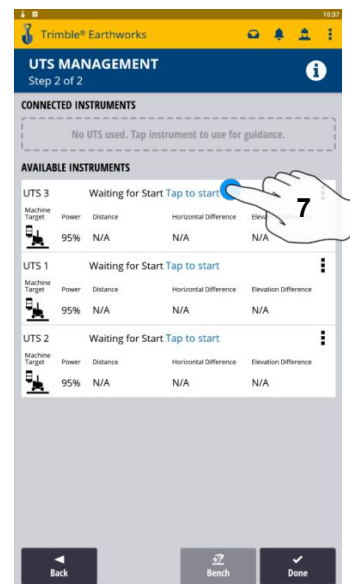 10:37
Trimble® Earthworks
UTS MANAGEMENT
Step 2 of 2
CONNECTED INSTRUMENTS
No UTS used. Tap instrument to use for guidance.
AVAILABLE INSTRUMENTS
UTS 3 Waiting for Start Tap to start
7
Machine Target Power Distance Horizontal Difference
95% N/A N/A N/A
UTS 1 Waiting for Start Tap to start
Machine Target Power Distance Horizontal Difference Elevation Difference
95% N/A N/A N/A
UTS 2 Waiting for Start Tap to start
Machine Target Power Distance Horizontal Difference Elevation Difference
95% N/A N/A N/A
Back Bench Done